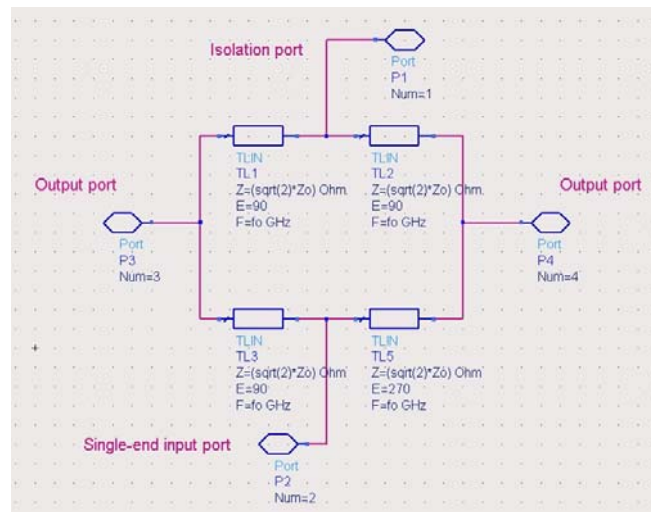 Isolation port
Port
P1
Num=1
TLIN
TL1
Z=(sqrt(2)*Zo) Ohm
E=90
F=fo GHz
TLIN
TL2
Z=(sqrt(2)*Zo) Ohm
E=90
F=fo GHz
Output port
Port
P3
Num=3
Output port
Port
P4
Num=4
TLIN
TL3
Z=(sqrt(2)*Zo) Ohm
E=90
F=fo GHz
TLIN
TL5
Z=(sqrt(2)*Zo) Ohm
E=270
F=fo GHz
Single-end input port
Port
P2
Num=2